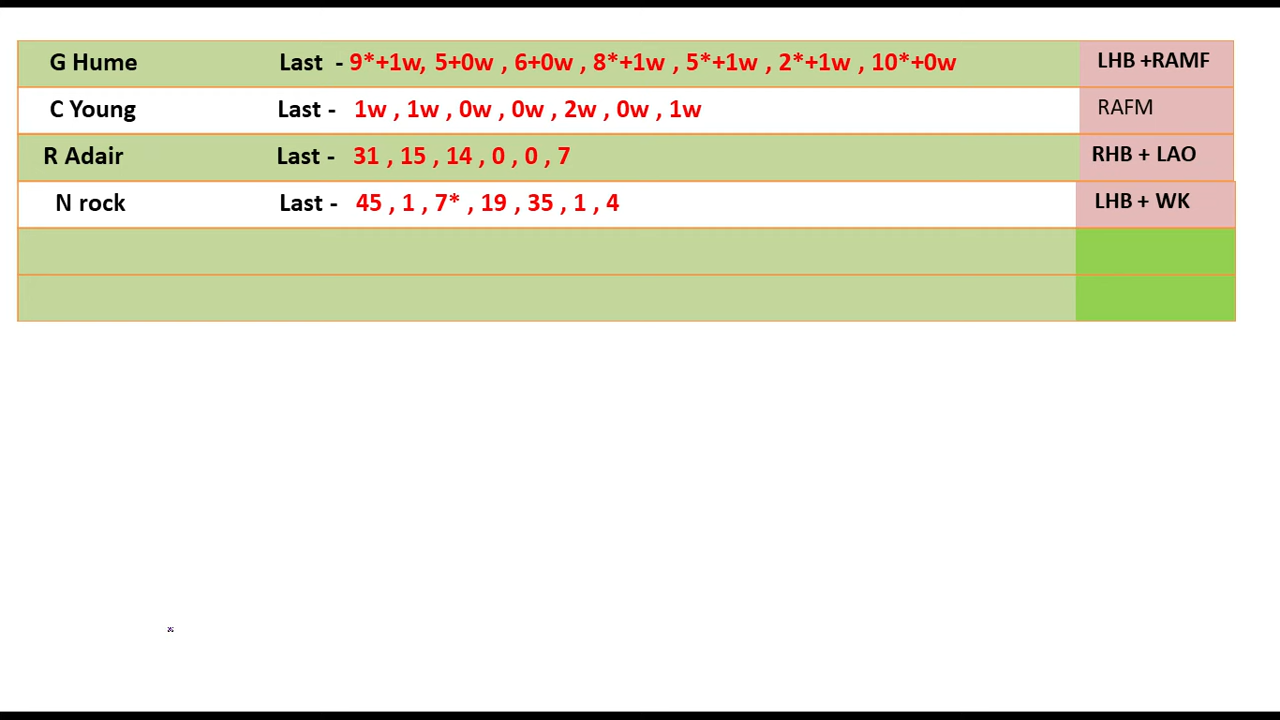 G Hume Last - 9*+1w, 5+0w , 6+0w , 8*+1w , 5*+1w , 2*+1w , 10*+0w LHB +RAMF
C Young Last - 1w , 1w , 0w , 0w , 2w , 0w , 1w RAFM
R Adair Last - 31 , 15 , 14 , 0 , 0 , 7 RHB + LAO
N rock Last - 45 , 1 , 7* , 19 , 35 , 1 , 4 LHB + WK